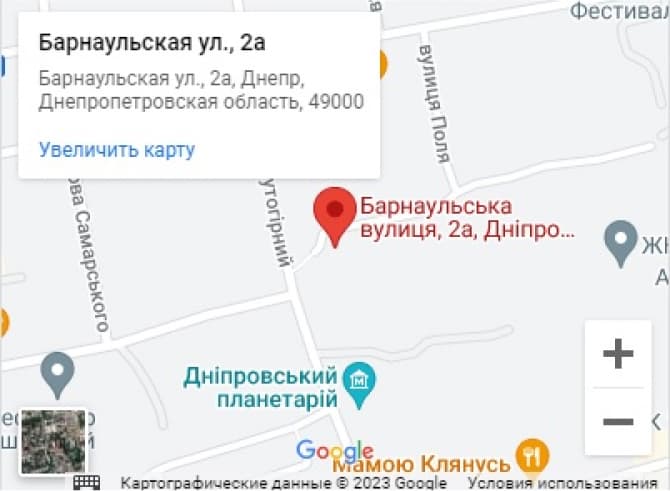 Фестивал
Барнаульская ул., 2а
Барнаульская ул., 2а, Днепр,
Днепропетровская область, 49000
Увеличить карту
вулиця Поля
ова Самарського
утогірний
Барнаульська
вулиця, 2а, Дніпро...
Дніпровський
планетарій
Google
Мамою Клянусь
Картографические данные © 2023 Google
Условия использования